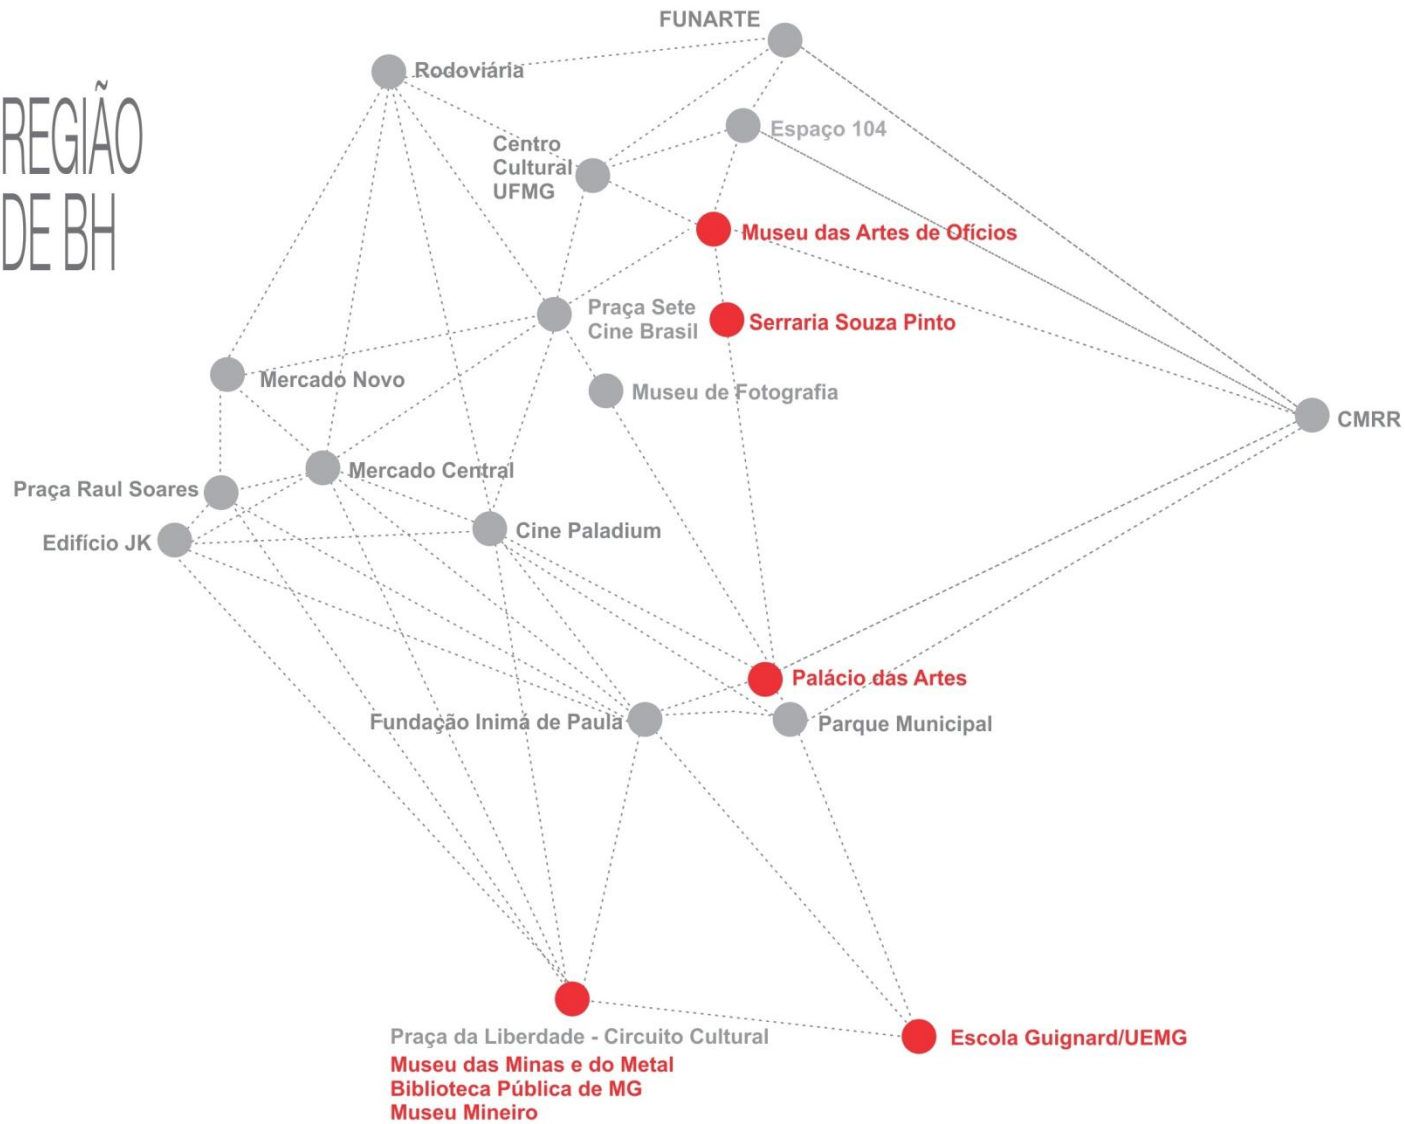 FUNARTE
Rodoviária
REGIÃO
DE BH
Espaço 104
Centro
Cultural
UFMG
Museu das Artes de Ofícios
Praça Sete
Cine Brasil
Serraria Souza Pinto
Mercado Novo
Museu de Fotografia
CMRR
Mercado Central
Praça Raul Soares
Cine Paladium
Edifício JK
Palácio das Artes
Fundação Inimá de Paula
Parque Municipal
Praça da Liberdade - Circuito Cultural
Museu das Minas e do Metal
Biblioteca Pública de MG
Museu Mineiro
Escola Guignard/UEMG